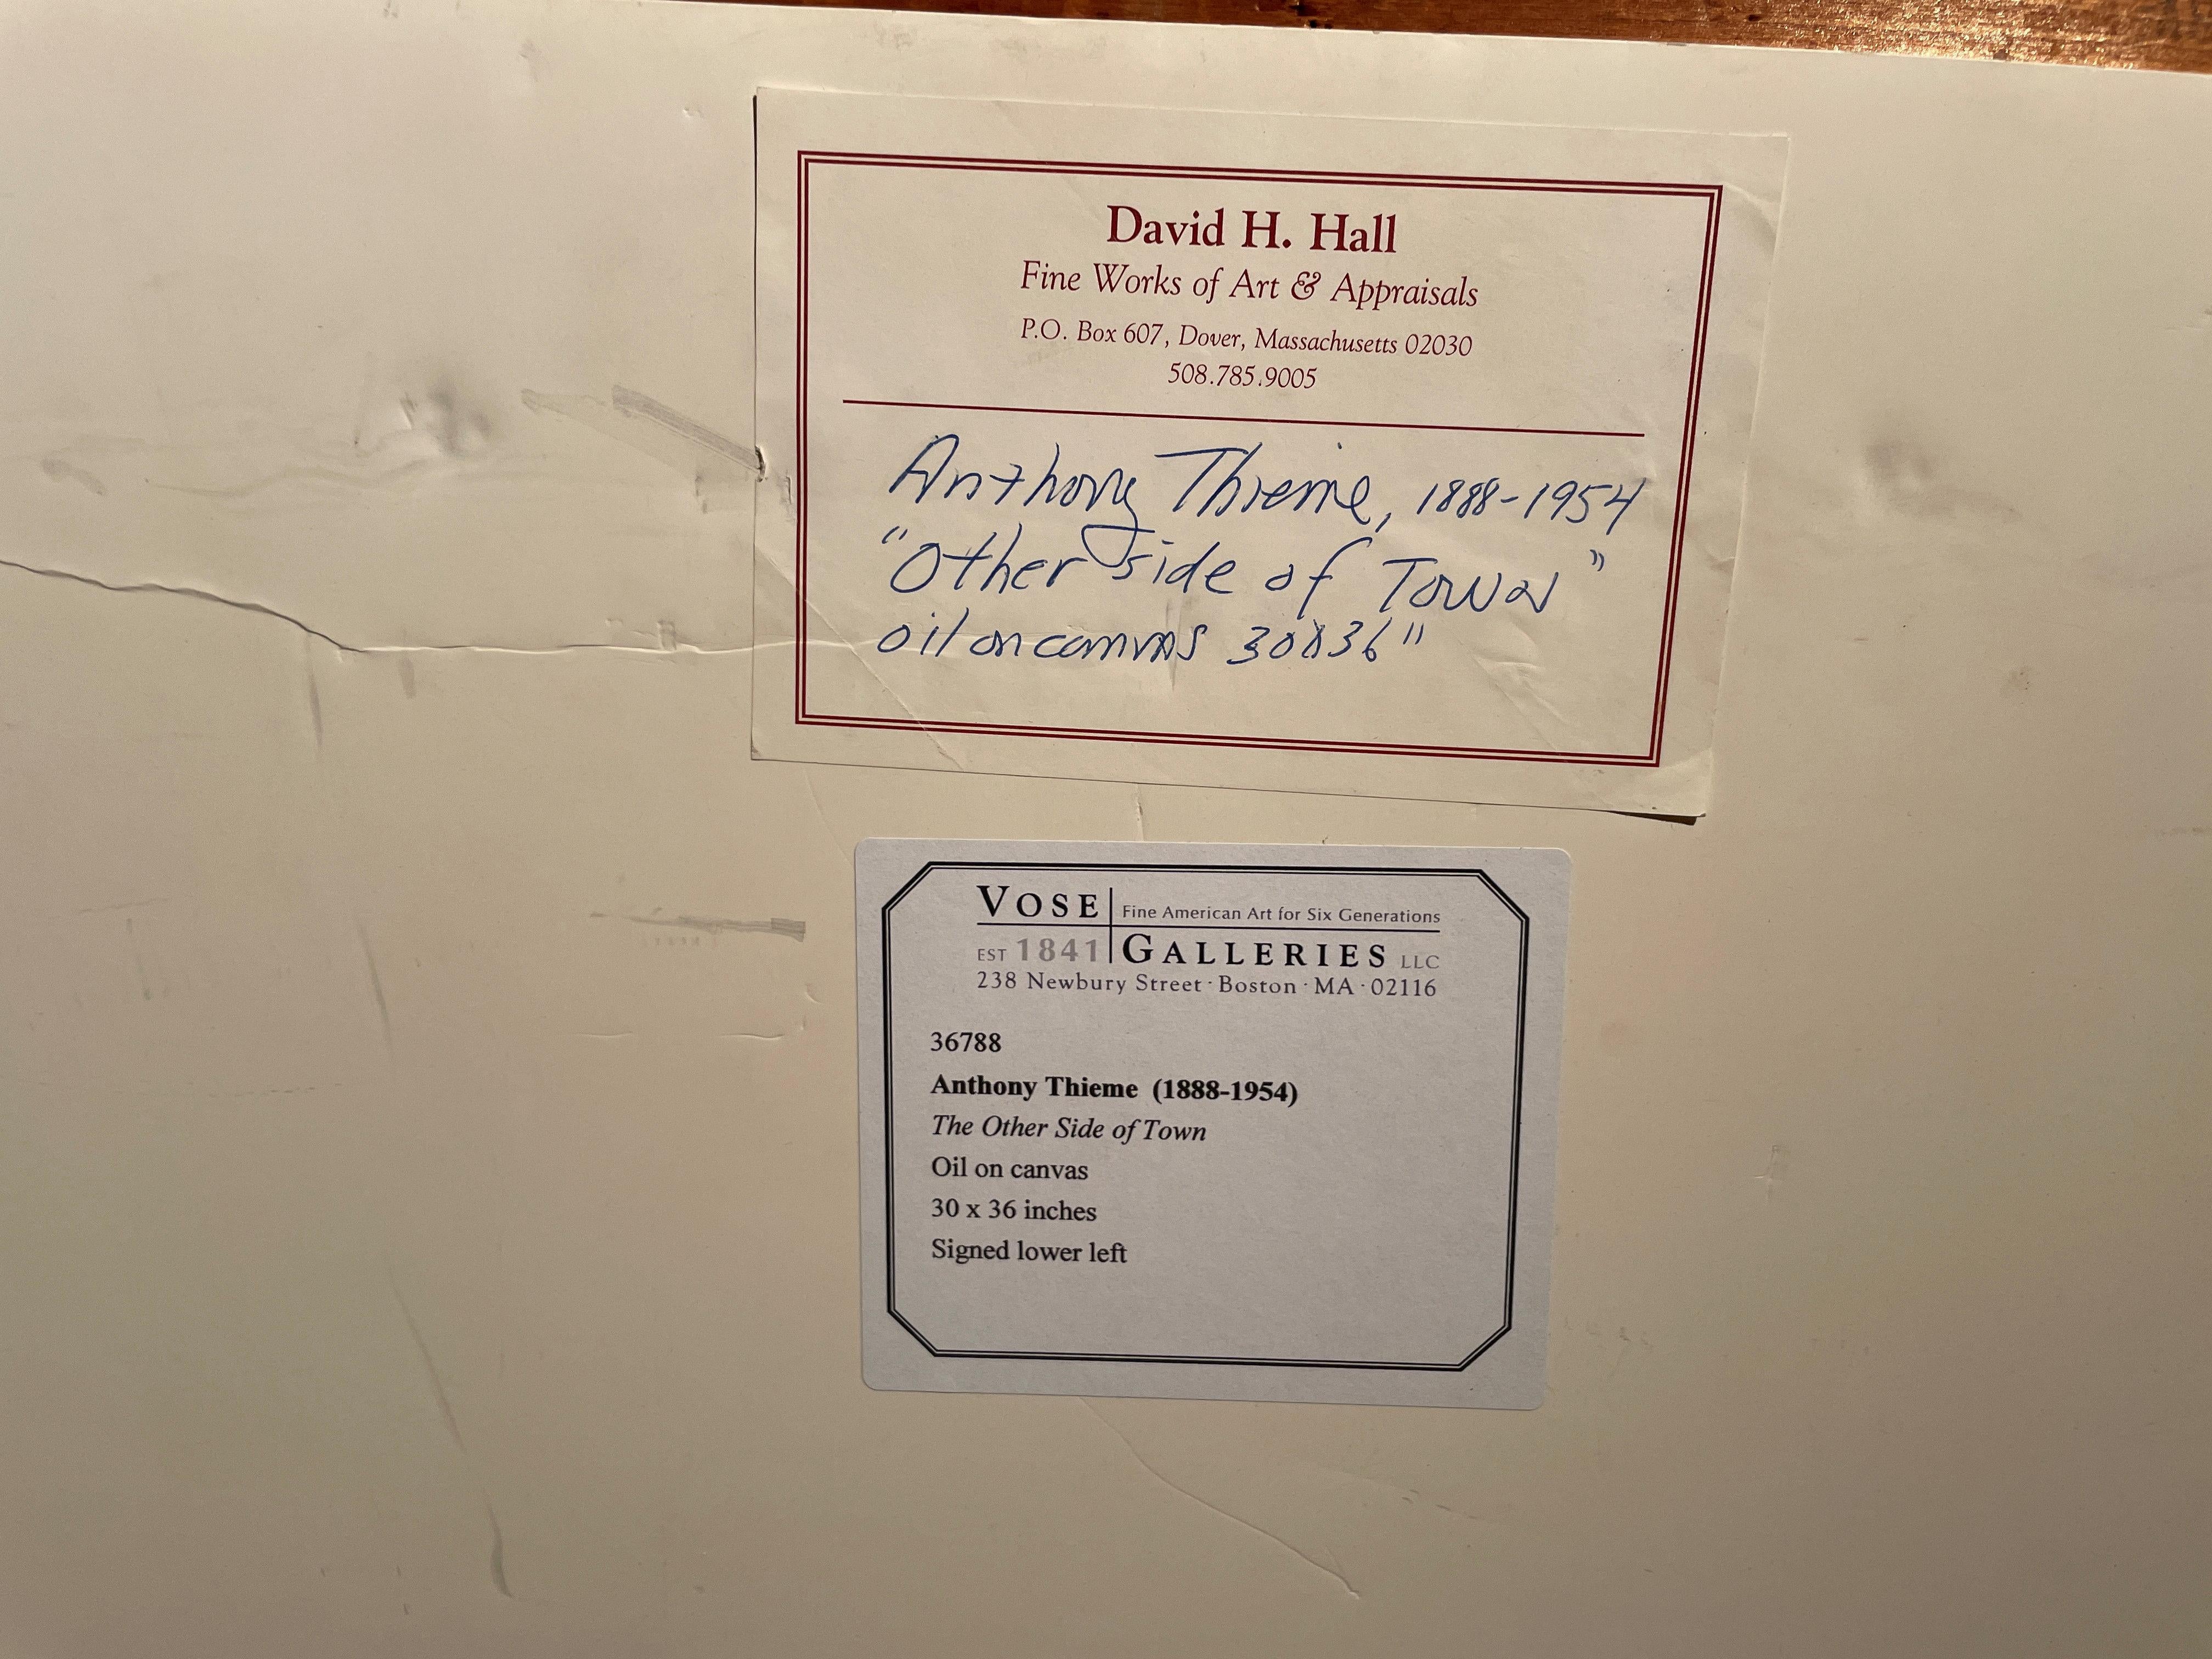 David H. Hall
Fine Works of Art & Appraisals
P.O. Box 607, Dover, Massachusetts 02030
508.785.9005
Anthony Thieme, 1888-1954
"Other side of Town"
oil on canvas 30x36"
VOSE Fine American Art for Six Generations
EST 1841 GALLERIES LLC
238 Newbury Street · Boston · MA · 02116
36788
Anthony Thieme (1888-1954)
The Other Side of Town
Oil on canvas
30 x 36 inches
Signed lower left